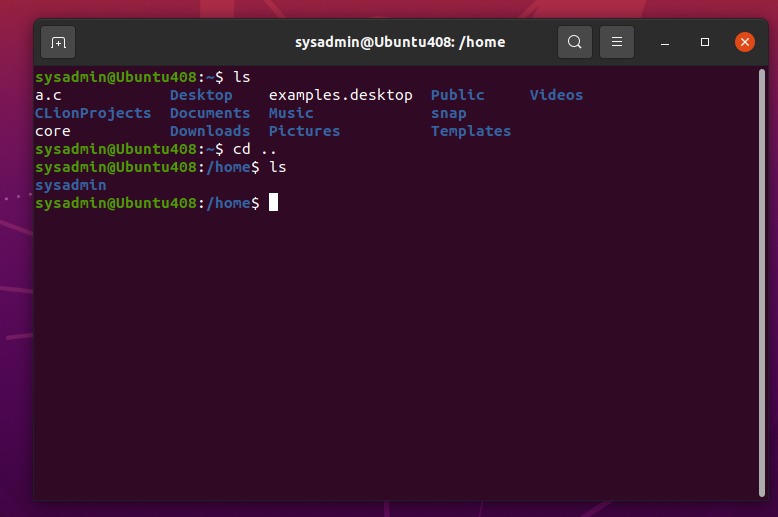 sysadmin@Ubuntu408: /home
sysadmin@Ubuntu408:~$ ls
a.c Desktop examples.desktop Public Videos
CLionProjects Documents Music snap
core Downloads Pictures Templates
sysadmin@Ubuntu408:~$ cd ..
sysadmin@Ubuntu408:/home$ ls
sysadmin
sysadmin@Ubuntu408:/home$